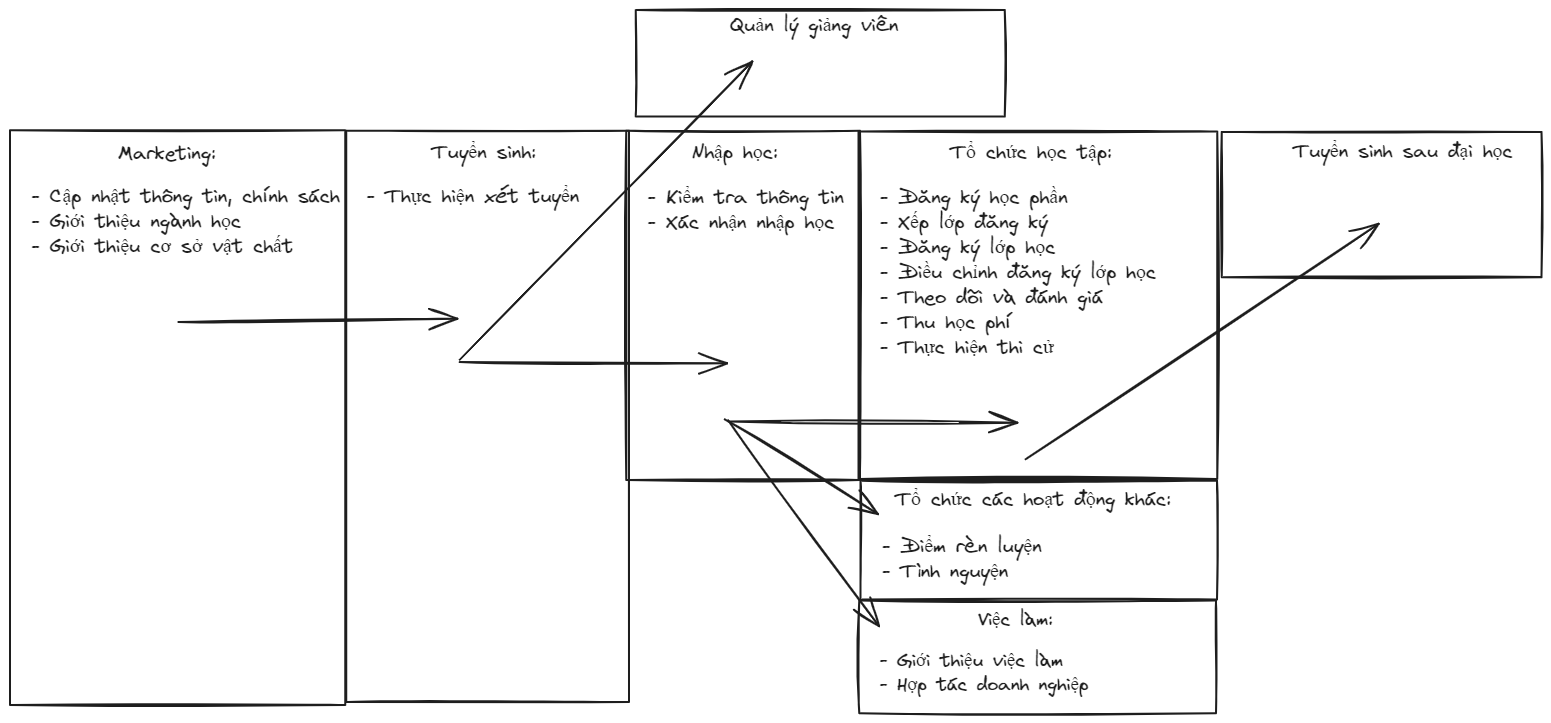 Quản lý giảng viên
Marketing:
- Cập nhật thông tin, chính sách
- Giới thiệu ngành học
- Giới thiệu cơ sở vật chất
Tuyển sinh:
- Thực hiện xét tuyển
Nhập học:
- Kiểm tra thông tin
- Xác nhận nhập học
Tổ chức học tập:
- Đăng ký học phần
- Xếp lớp đăng ký
- Đăng ký lớp học
- Điều chỉnh đăng ký lớp học
- Theo dõi và đánh giá
- Thu học phí
- Thực hiện thi cử
Tuyển sinh sau đại học
Tổ chức các hoạt động khác:
- Điểm rèn luyện
- Tình nguyện
Việc làm:
- Giới thiệu việc làm
- Hợp tác doanh nghiệp